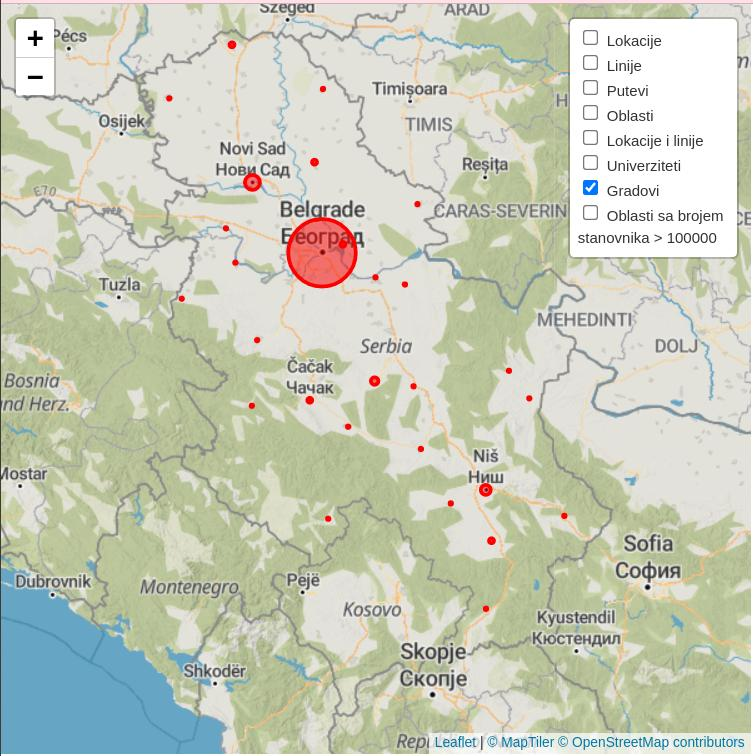 Szeged
ARAD
Pécs
+
−
Lokacije
Linije
Putevi
Oblasti
Lokacije i linije
Univerziteti
Gradovi
Oblasti sa brojem
stanovnika > 100000
Timișoara
TIMIȘ
Osijek
Novi Sad
Нови Сад
Reșița
E70
Belgrade
Београд
CARAS-SEVERIN
Tuzla
MEHEDINȚI
DOLJ
Serbia
Čačak
Чачак
Bosnia
and Herz.
Niš
Ниш
Mostar
Sofia
София
Dubrovnik
Montenegro
Pejë
Kosovo
Kyustendil
Кюстендил
Skopje
Скопје
Shkodër
Leaflet | © MapTiler © OpenStreetMap contributors